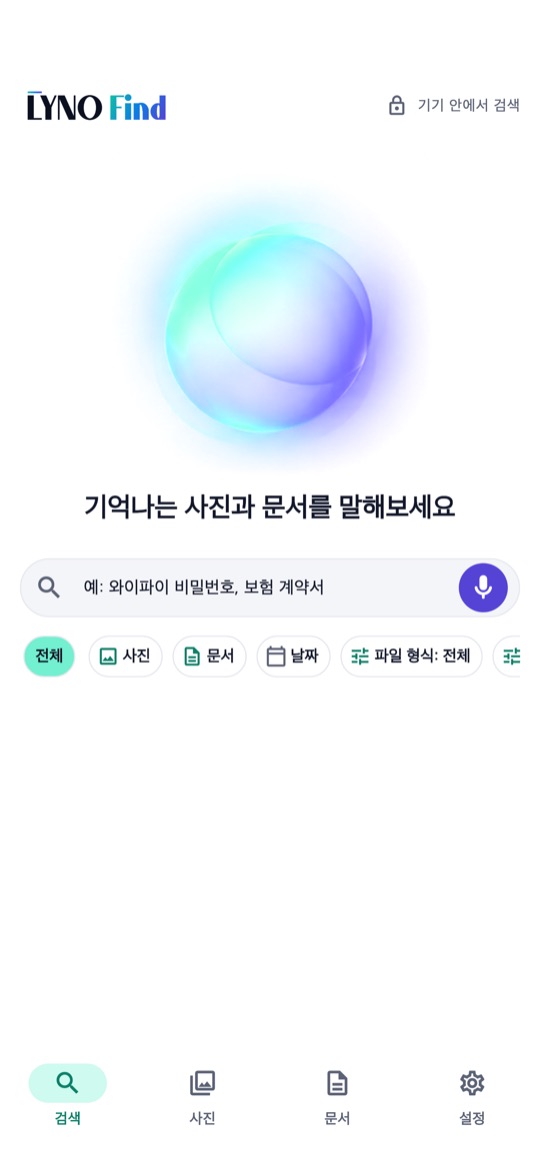 LYNO Find
기기 안에서 검색
기억나는 사진과 문서를 말해보세요
예: 와이파이 비밀번호, 보험 계약서
전체 사진 문서 날짜 파일 형식: 전체
검색 사진 문서 설정